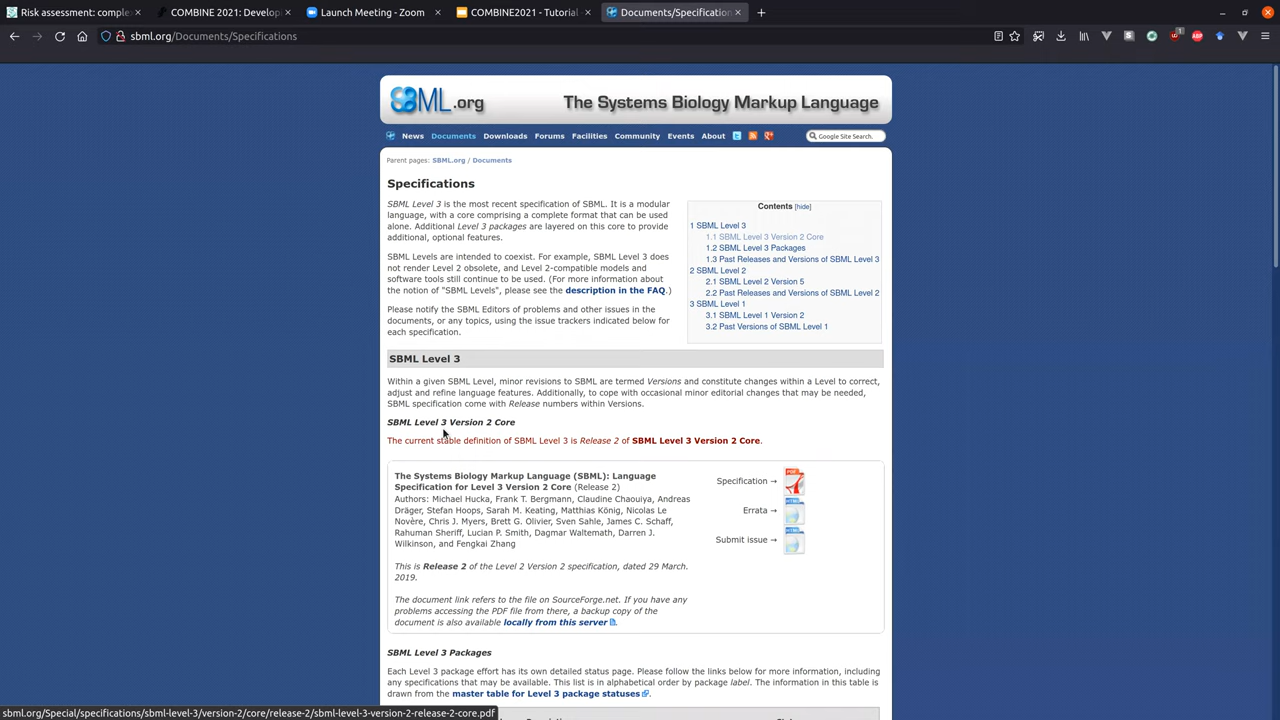 Risk assessment: comple
COMBINE 2021: Develop
Launch Meeting - Zoom
COMBINE2021 - Tutorial
Documents/Specifications
sbml.org/Documents/Specifications
SBML.org
The Systems Biology Markup Language
News Documents Downloads Forums Facilities Community Events About
Google Site Search.
Parent pages: SBML.org / Documents
Specifications
SBML Level 3 is the most recent specification of SBML. It is a modular
language, with a core comprising a complete format that can be used
alone. Additional Level 3 packages are layered on this core to provide
additional, optional features.
SBML Levels are intended to coexist. For example, SBML Level 3 does
not render Level 2 obsolete, and Level 2-compatible models and
software tools still continue to be used. (For more information about
the notion of "SBML Levels", please see the description in the FAQ.)
Please notify the SBML Editors of problems and other issues in the
documents, or any topics, using the issue trackers indicated below for
each specification.
Contents [hide]
1 SBML Level 3
1.1 SBML Level 3 Version 2 Core
1.2 SBML Level 3 Packages
1.3 Past Releases and Versions of SBML Level 3
2 SBML Level 2
2.1 SBML Level 2 Version 5
2.2 Past Releases and Versions of SBML Level 2
3 SBML Level 1
3.1 SBML Level 1 Version 2
3.2 Past Versions of SBML Level 1
SBML Level 3
Within a given SBML Level, minor revisions to SBML are termed Versions and constitute changes within a Level to correct,
adjust and refine language features. Additionally, to cope with occasional minor editorial changes that may be needed,
SBML specification come with Release numbers within Versions.
SBML Level 3 Version 2 Core
The current stable definition of SBML Level 3 is Release 2 of SBML Level 3 Version 2 Core.
The Systems Biology Markup Language (SBML): Language
Specification for Level 3 Version 2 Core (Release 2)
Authors: Michael Hucka, Frank T. Bergmann, Claudine Chaouiya, Andreas
Dräger, Stefan Hoops, Sarah M. Keating, Matthias König, Nicolas Le
Novère, Chris J. Myers, Brett G. Olivier, Sven Sahle, James C. Schaff,
Rahuman Sheriff, Lucian P. Smith, Dagmar Waltemath, Darren J.
Wilkinson, and Fengkai Zhang
This is Release 2 of the Level 2 Version 2 specification, dated 29 March.
2019.
The document link refers to the file on SourceForge.net. If you have any
problems accessing the PDF file from there, a backup copy of the
document is also available locally from this server.
Specification →
Errata →
Submit issue →
SBML Level 3 Packages
Each Level 3 package effort has its own detailed status page. Please follow the links below for more information, including
any specifications that may be available. This list is in alphabetical order by package label. The information in this table is
drawn from the master table for Level 3 package statuses.
sbml.org/Special/specifications/sbml-level-3/version-2/core/release-2/sbml-level-3-version-2-release-2-core.pdf